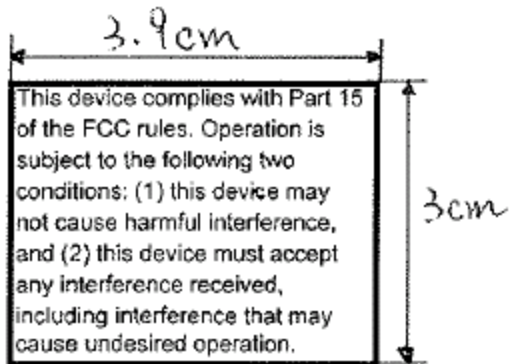 3.9cm
This device complies with Part 15
of the FCC rules. Operation is
subject to the following two
conditions: (1) this device may
not cause harmful interference,
and (2) this device must accept
any interference received,
including interference that may
cause undesired operation.
3cm